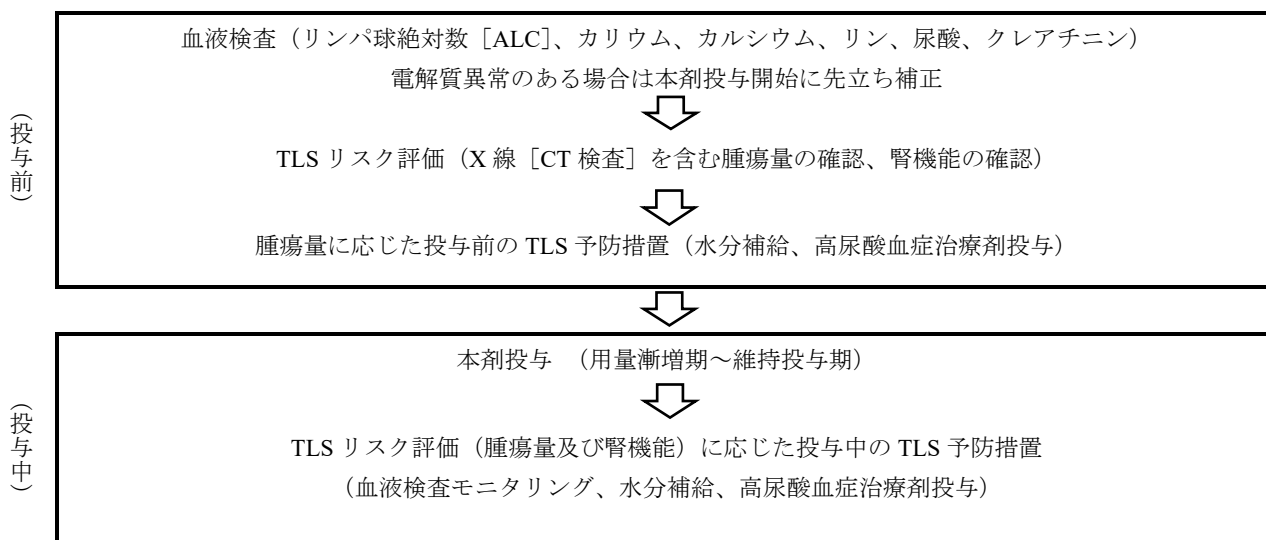 (投与前)
血液検査（リンパ球絶対数［ALC］、カリウム、カルシウム、リン、尿酸、クレアチニン）
電解質異常のある場合は本剤投与開始に先立ち補正
TLS リスク評価（X 線［CT 検査］を含む腫瘍量の確認、腎機能の確認）
腫瘍量に応じた投与前の TLS 予防措置（水分補給、高尿酸血症治療剤投与）
(投与中)
本剤投与 （用量漸増期～維持投与期）
TLS リスク評価（腫瘍量及び腎機能）に応じた投与中の TLS 予防措置
（血液検査モニタリング、水分補給、高尿酸血症治療剤投与）